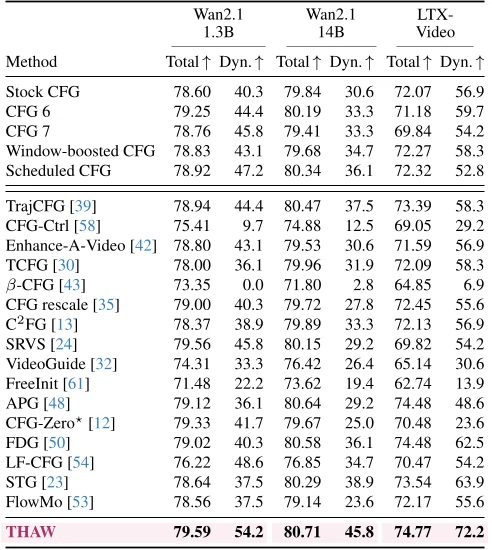 Wan2.1 Wan2.1 LTX-
1.3B 14B Video
Method Total ↑ Dyn. ↑ Total ↑ Dyn. ↑ Total ↑ Dyn. ↑
Stock CFG 78.60 40.3 79.84 30.6 72.07 56.9
CFG 6 79.25 44.4 80.19 33.3 71.18 59.7
CFG 7 78.76 45.8 79.41 33.3 69.84 54.2
Window-boosted CFG 78.83 43.1 79.68 34.7 72.27 58.3
Scheduled CFG 78.92 47.2 80.34 36.1 72.32 52.8
TrajCFG [39] 78.94 44.4 80.47 37.5 73.39 58.3
CFG-Ctrl [58] 75.41 9.7 74.88 12.5 69.05 29.2
Enhance-A-Video [42] 78.80 43.1 79.53 30.6 71.59 56.9
TCFG [30] 78.00 36.1 79.96 31.9 72.09 58.3
β-CFG [43] 73.35 0.0 71.80 2.8 64.85 6.9
CFG rescale [35] 79.00 40.3 79.72 27.8 72.45 55.6
C²FG [13] 78.37 38.9 79.89 33.3 72.13 56.9
SRVS [24] 79.56 45.8 80.15 29.2 69.82 54.2
VideoGuide [32] 74.31 33.3 76.42 26.4 65.14 30.6
FreeInit [61] 71.48 22.2 73.62 19.4 62.74 13.9
APG [48] 79.12 36.1 80.64 29.2 74.48 48.6
CFG-Zero⋆ [12] 79.33 41.7 79.67 25.0 70.48 23.6
FDG [50] 79.02 40.3 80.58 36.1 74.48 62.5
LF-CFG [54] 76.22 48.6 76.85 34.7 70.47 54.2
STG [23] 78.64 37.5 80.29 38.9 73.54 63.9
FlowMo [53] 78.56 37.5 79.14 23.6 72.17 55.6
THAW 79.59 54.2 80.71 45.8 74.77 72.2